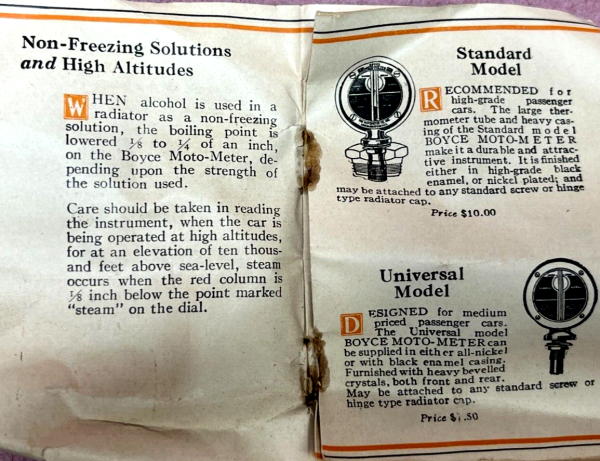 Non-Freezing Solutions
and High Altitudes
WHEN alcohol is used in a
radiator as a non-freezing
solution, the boiling point is
lowered ⅛ to ¼ of an inch,
on the Boyce Moto-Meter, de-
pending upon the strength of
the solution used.
Care should be taken in reading
the instrument, when the car is
being operated at high altitudes,
for at an elevation of ten thous-
and feet above sea-level, steam
occurs when the red column is
⅛ inch below the point marked
"steam" on the dial.
Standard
Model
RECOMMENDED for
high-grade passenger
cars. The large ther-
mometer tube and heavy cas-
ing of the Standard model
BOYCE MOTO-METER
make it a durable and attrac-
tive instrument. It is finished
either in high-grade black
enamel, or nickel plated; and
may be attached to any standard screw or hinge
type radiator cap.
Price $10.00
Universal
Model
DESIGNED for medium
priced passenger cars.
The Universal model
BOYCE MOTO-METER can
be supplied in either all-nickel
or with black enamel casing.
Furnished with heavy bevelled
crystals, both front and rear.
May be attached to any standard screw or
hinge type radiator cap.
Price